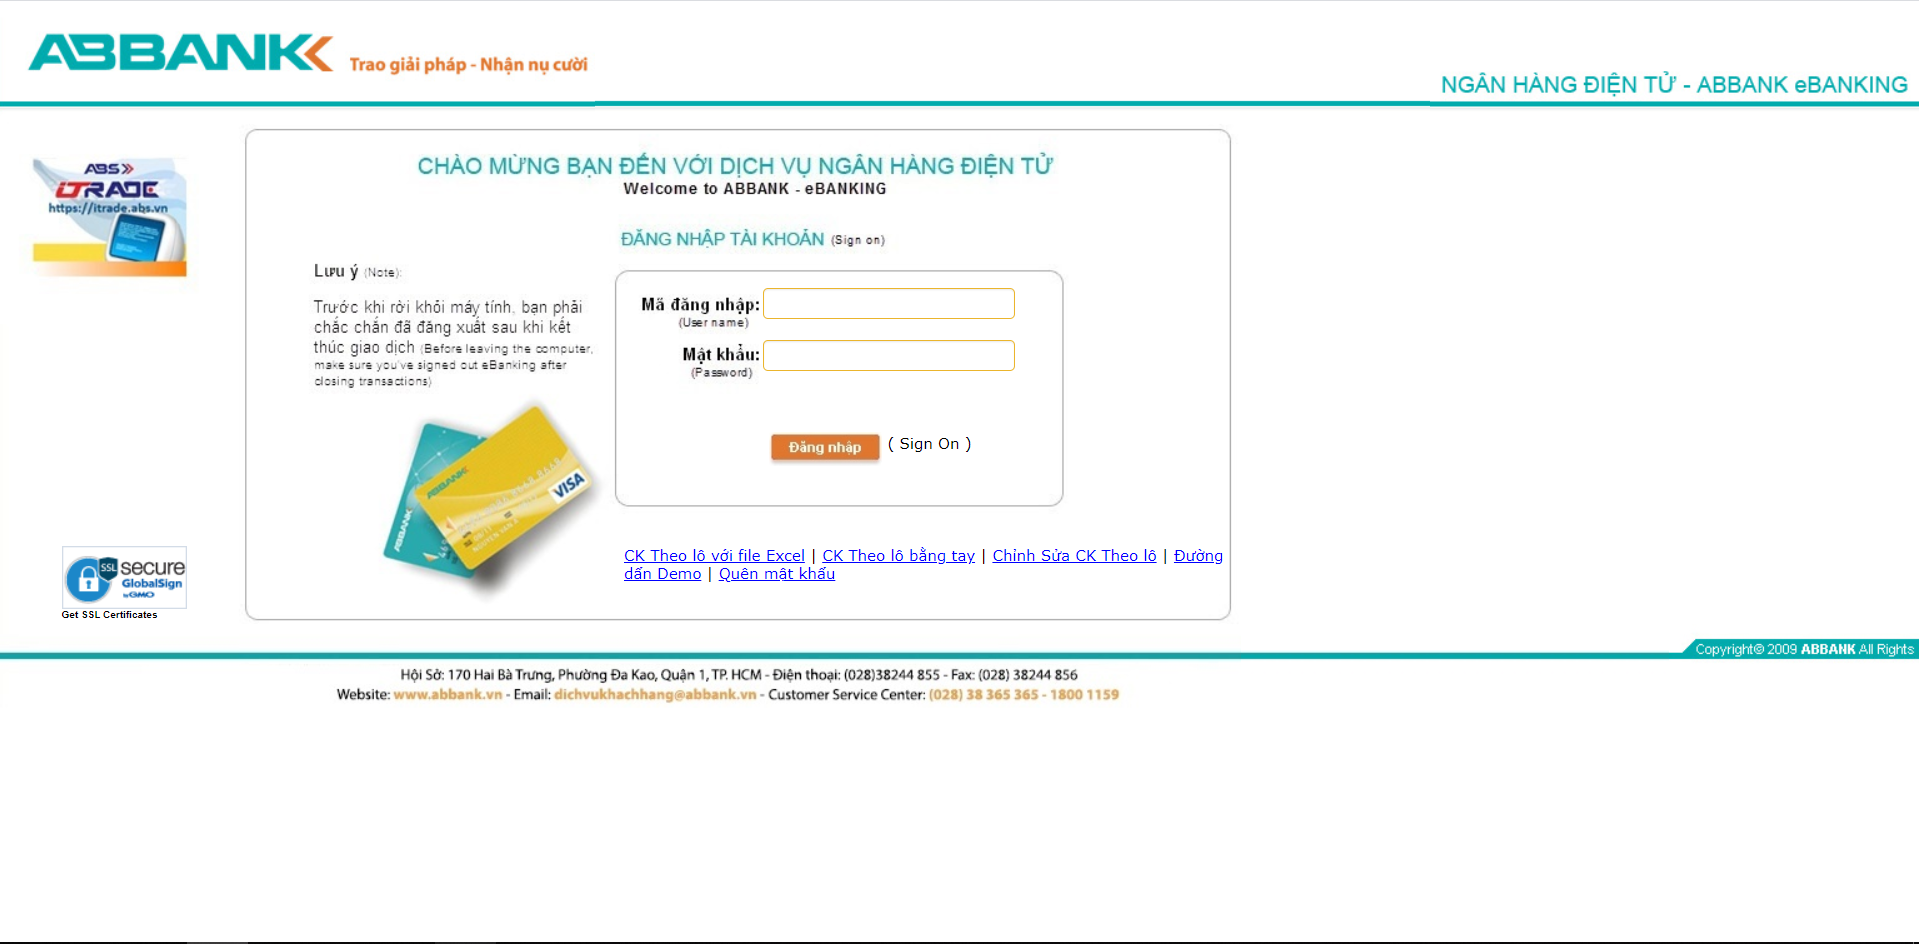 ABBANK
Trao giải pháp - Nhận nụ cười
NGÂN HÀNG ĐIỆN TỬ - ABBANK eBANKING
ABS
iTRADE
https://itrade.abs.vn
CHÀO MỪNG BẠN ĐẾN VỚI DỊCH VỤ NGÂN HÀNG ĐIỆN TỬ
Welcome to ABBANK - eBANKING
ĐĂNG NHẬP TÀI KHOẢN (Sign on)
Lưu ý (Note):
Trước khi rời khỏi máy tính, bạn phải
chắc chắn đã đăng xuất sau khi kết
thúc giao dịch (Before leaving the computer,
make sure you've signed out eBanking after
closing transactions)
Mã đăng nhập:
(User name)
Mật khẩu:
(Password)
Đăng nhập ( Sign On )
ABBANK
VISA
ABBANK
CK Theo lô với file Excel | CK Theo lô bằng tay | Chỉnh Sửa CK Theo lô | Đường
dẫn Demo | Quên mật khẩu
SSL secure
GlobalSign
by GMO
Get SSL Certificates
Copyright© 2009 ABBANK All Rights
Hội Sở: 170 Hai Bà Trưng, Phường Đa Kao, Quận 1, TP. HCM - Điện thoại: (028)38244 855 - Fax: (028) 38244 856
Website: www.abbank.vn - Email: dichvukhachhang@abbank.vn - Customer Service Center: (028) 38 365 365 - 1800 1159